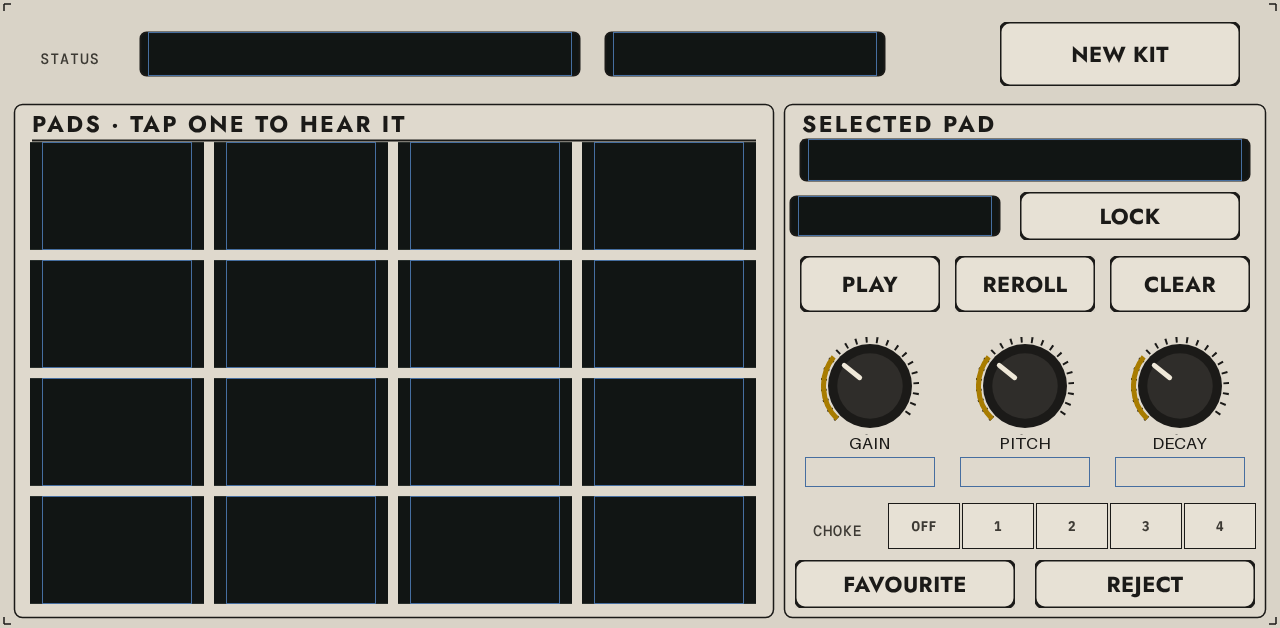 STATUS
NEW KIT
PADS · TAP ONE TO HEAR IT
SELECTED PAD
LOCK
PLAY REROLL CLEAR
GAIN PITCH DECAY
CHOKE OFF 1 2 3 4
FAVOURITE REJECT